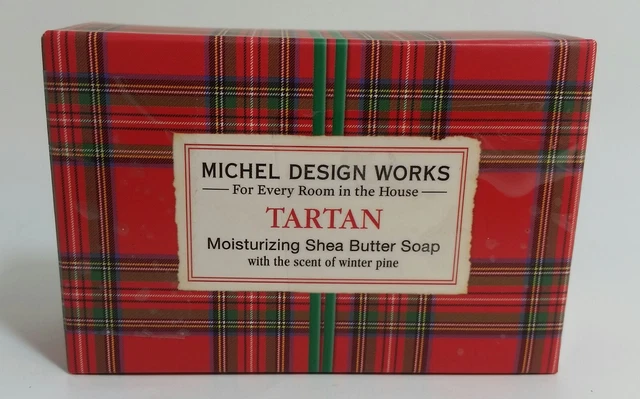 MICHEL DESIGN WORKS
For Every Room in the House
TARTAN
Moisturizing Shea Butter Soap
with the scent of winter pine